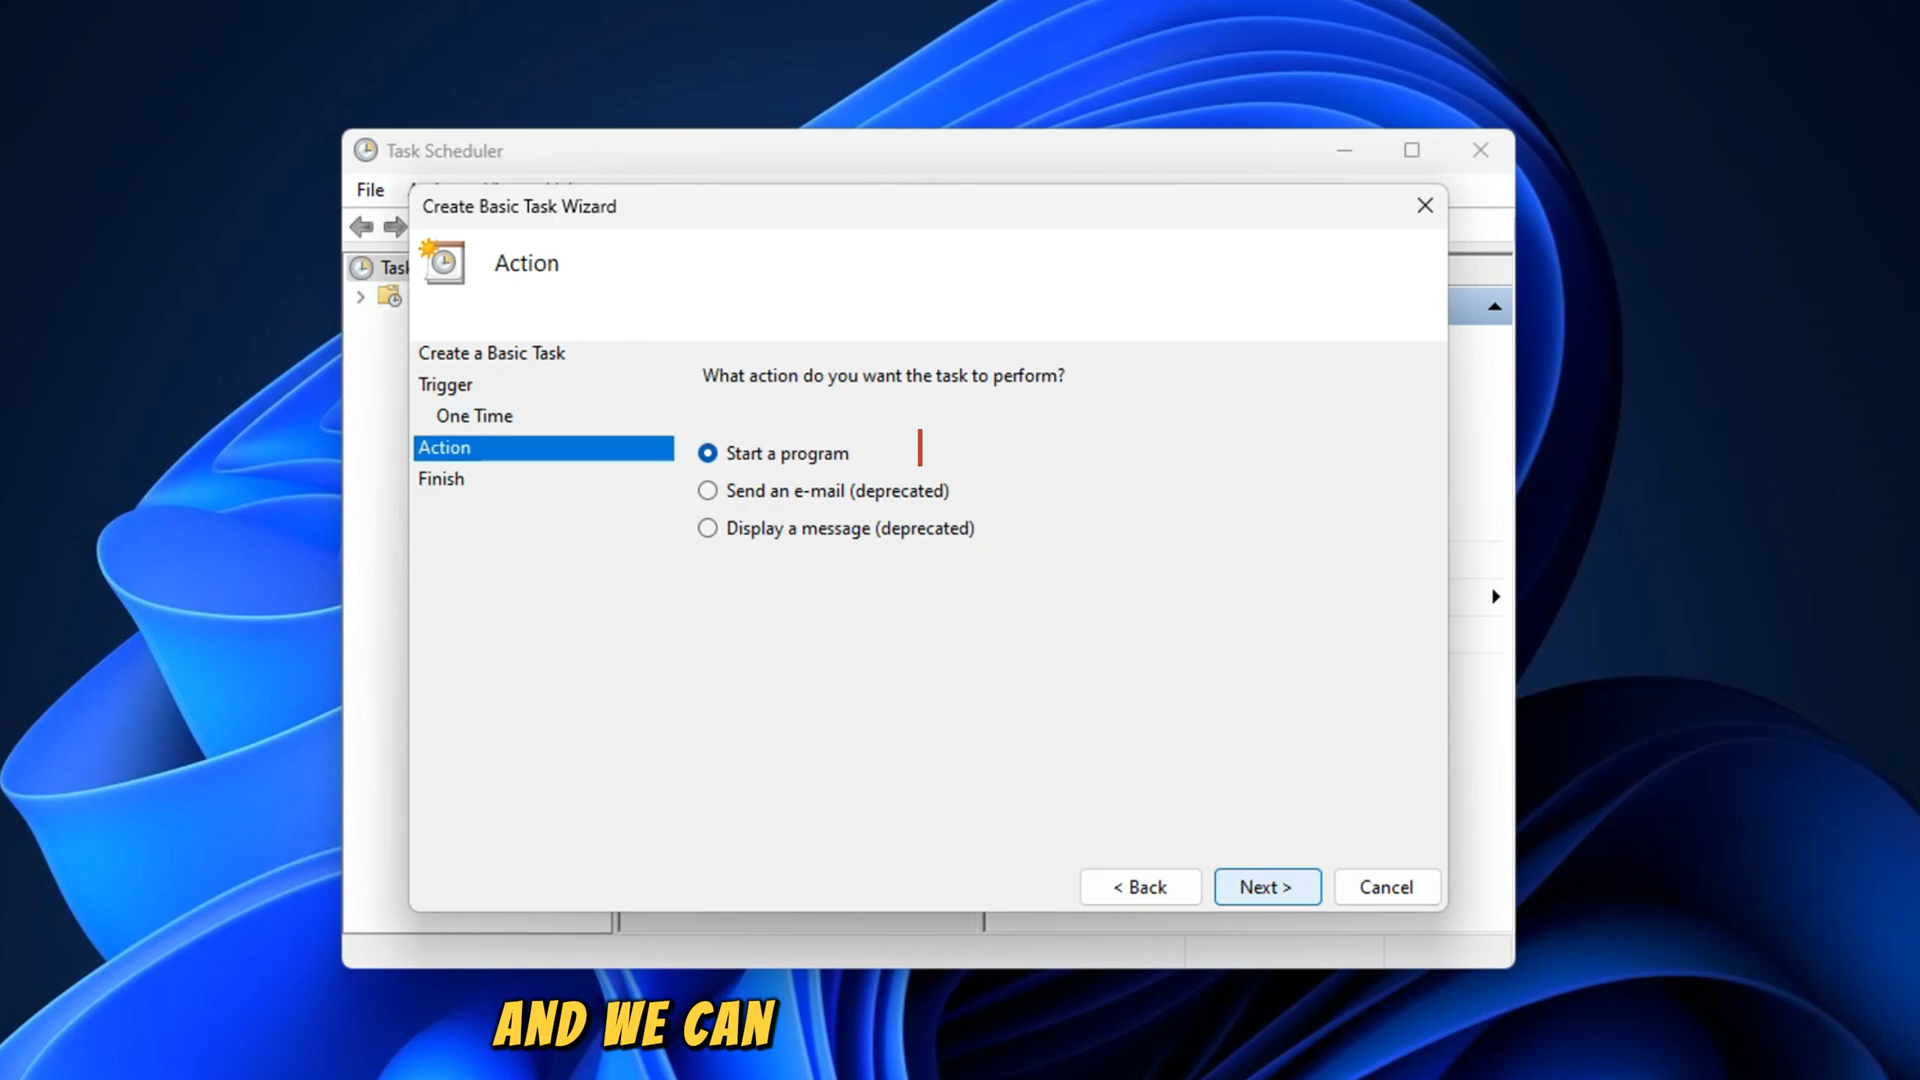 Task Scheduler
File
Create Basic Task Wizard
Action
Create a Basic Task
Trigger
One Time
Action
Finish
What action do you want the task to perform?
Start a program
Send an e-mail (deprecated)
Display a message (deprecated)
< Back
Next >
Cancel
AND WE CAN